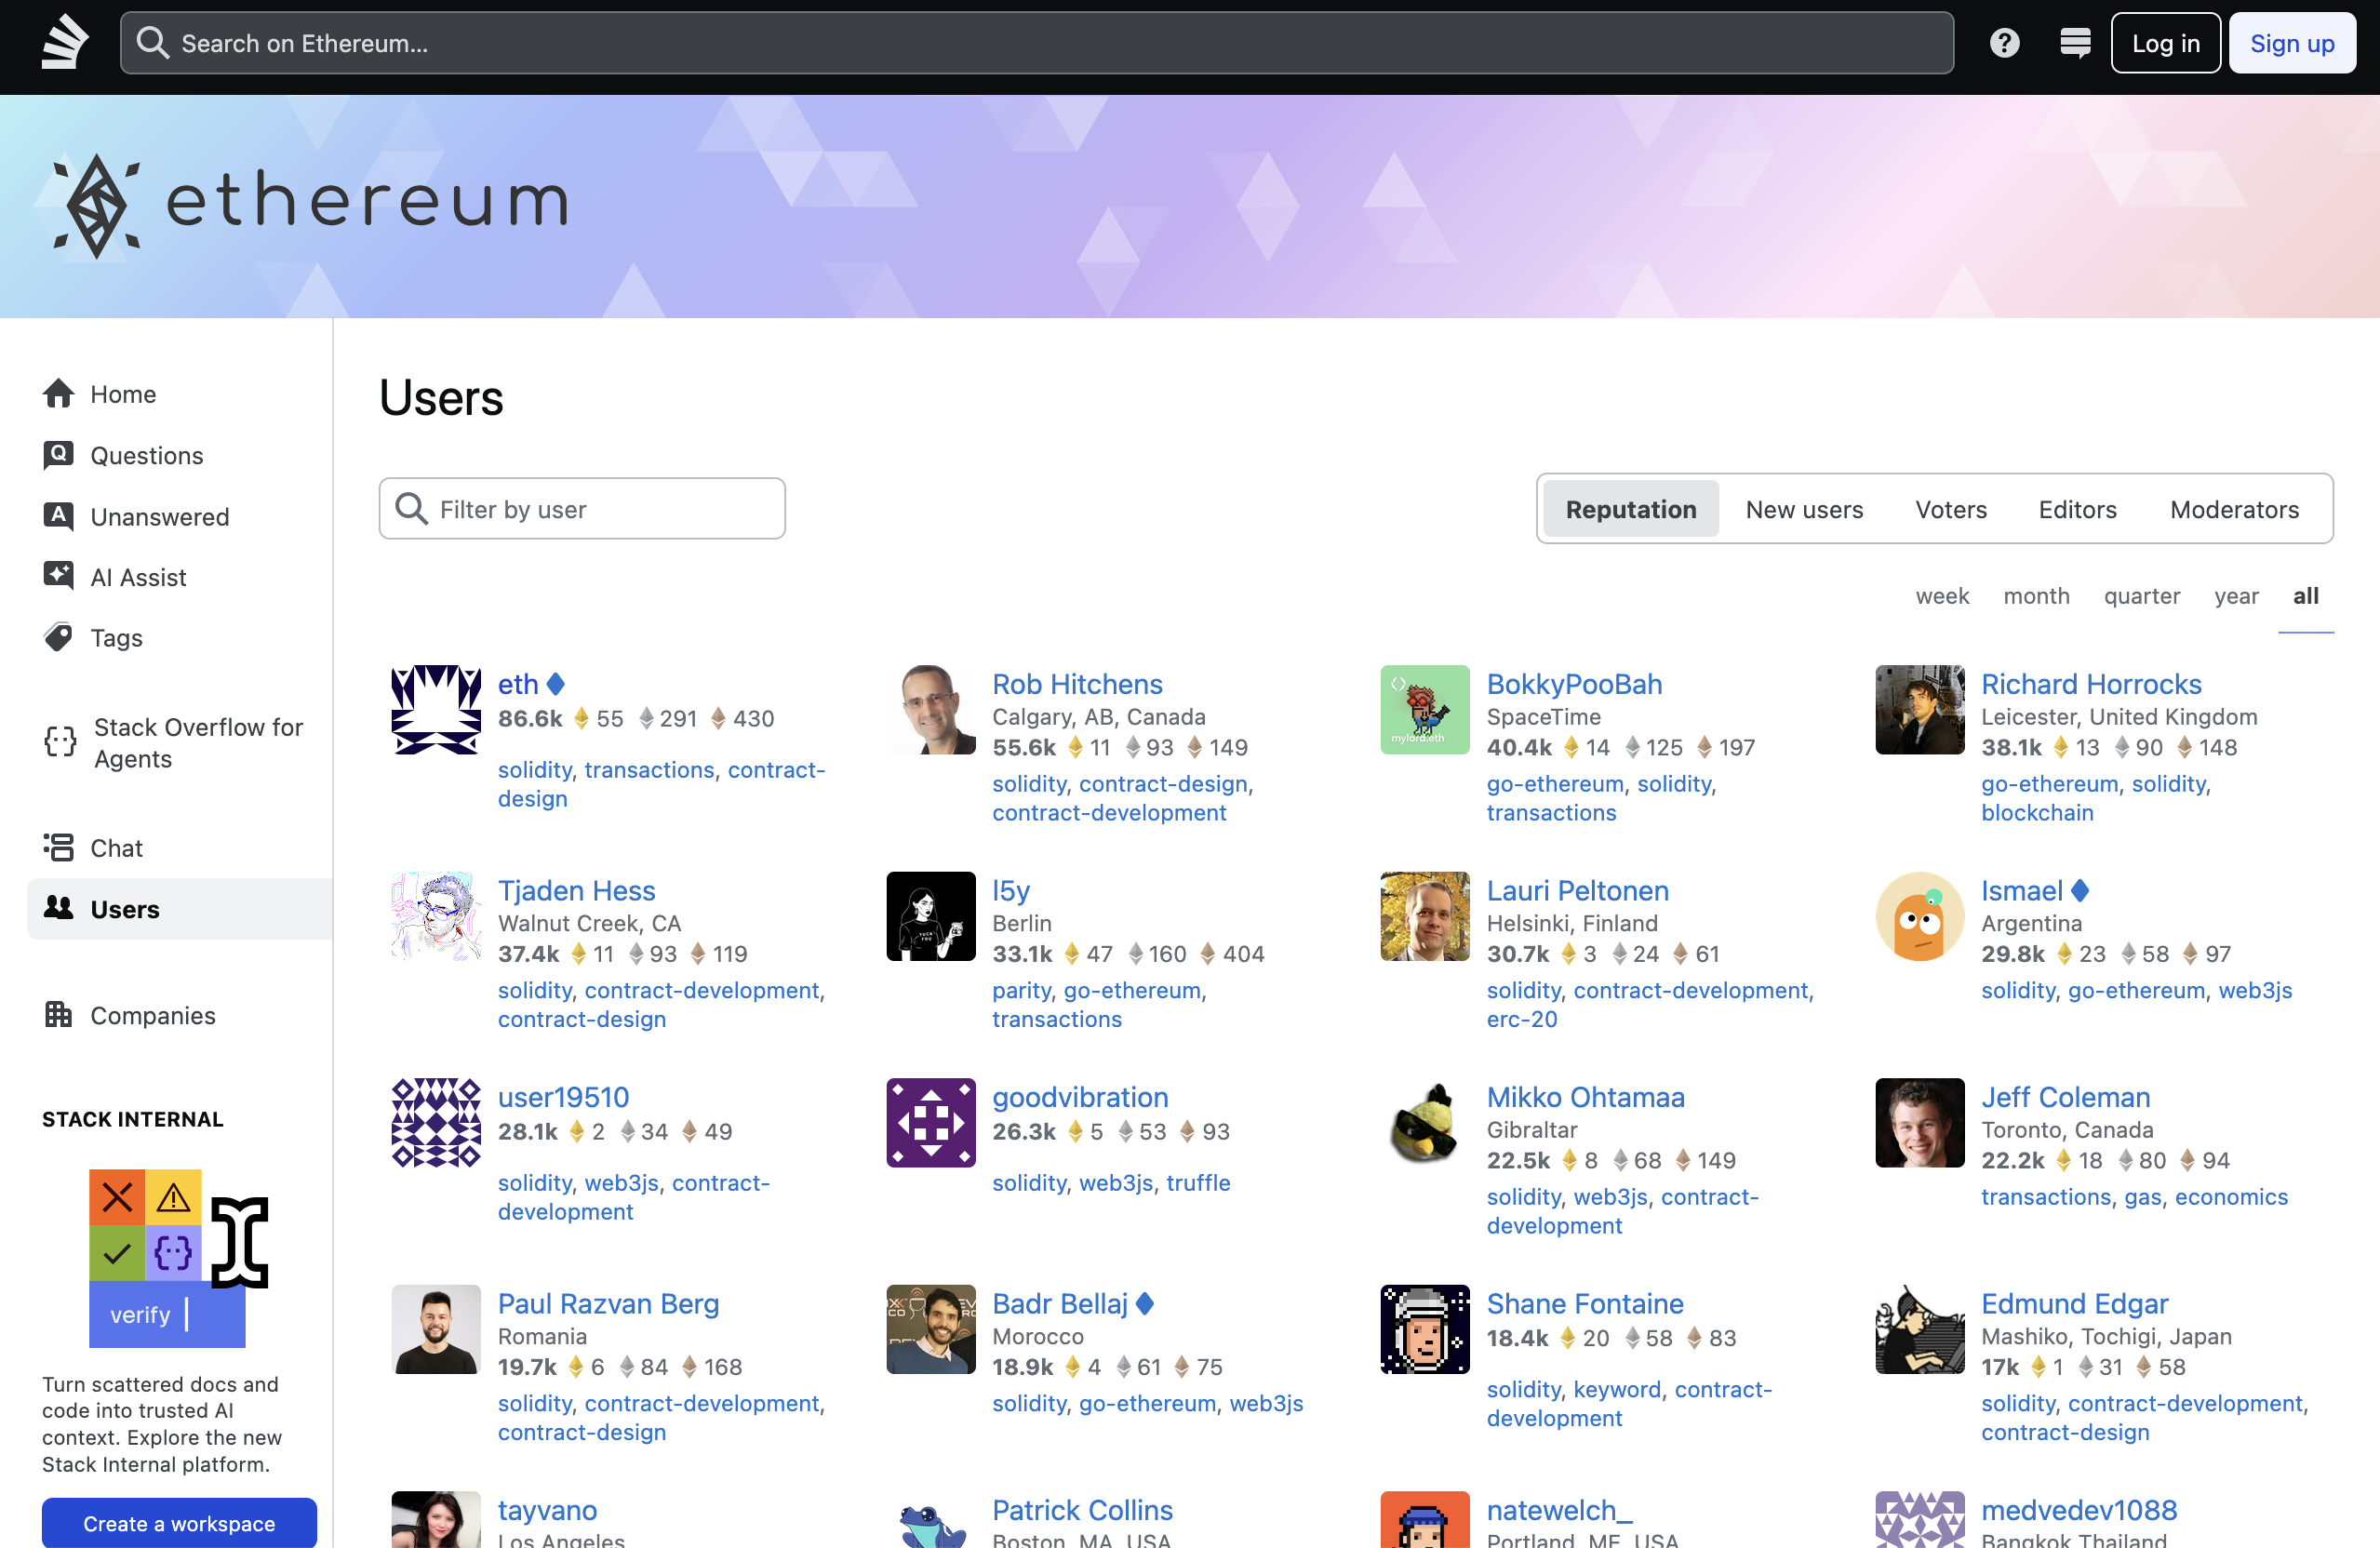 Search on Ethereum...
Log in
Sign up
ethereum
Home
Questions
Unanswered
AI Assist
Tags
Stack Overflow for
Agents
Chat
Users
Companies
STACK INTERNAL
verify
Turn scattered docs and
code into trusted AI
context. Explore the new
Stack Internal platform.
Create a workspace
Users
Filter by user
Reputation New users Voters Editors Moderators
week month quarter year all
eth
86.6k 55 291 430
solidity, transactions, contract-
design
Rob Hitchens
Calgary, AB, Canada
55.6k 11 93 149
solidity, contract-design,
contract-development
mylord.eth
BokkyPooBah
SpaceTime
40.4k 14 125 197
go-ethereum, solidity,
transactions
Richard Horrocks
Leicester, United Kingdom
38.1k 13 90 148
go-ethereum, solidity,
blockchain
Tjaden Hess
Walnut Creek, CA
37.4k 11 93 119
solidity, contract-development,
contract-design
l5y
Berlin
33.1k 47 160 404
parity, go-ethereum,
transactions
Lauri Peltonen
Helsinki, Finland
30.7k 3 24 61
solidity, contract-development,
erc-20
Ismael
Argentina
29.8k 23 58 97
solidity, go-ethereum, web3js
user19510
28.1k 2 34 49
solidity, web3js, contract-
development
goodvibration
26.3k 5 53 93
solidity, web3js, truffle
Mikko Ohtamaa
Gibraltar
22.5k 8 68 149
solidity, web3js, contract-
development
Jeff Coleman
Toronto, Canada
22.2k 18 80 94
transactions, gas, economics
Paul Razvan Berg
Romania
19.7k 6 84 168
solidity, contract-development,
contract-design
Badr Bellaj
Morocco
18.9k 4 61 75
solidity, go-ethereum, web3js
Shane Fontaine
18.4k 20 58 83
solidity, keyword, contract-
development
Edmund Edgar
Mashiko, Tochigi, Japan
17k 1 31 58
solidity, contract-development,
contract-design
tayvano
Los Angeles
Patrick Collins
Boston, MA, USA
natewelch_
Portland, ME, USA
medvedev1088
Bangkok Thailand